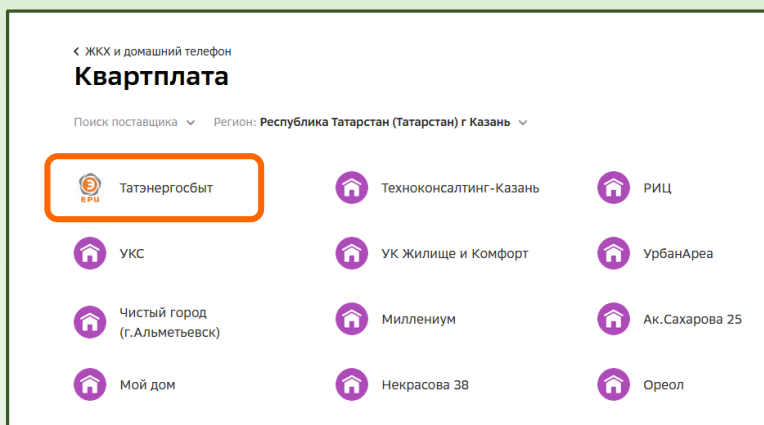 ЖКХ и домашний телефон
Квартплата
Поиск поставщика Регион: Республика Татарстан (Татарстан) г Казань
Татэнергосбыт Техноконсалтинг-Казань РИЦ
ЕРЦ
УКС УК Жилище и Комфорт УрбанАреа
Чистый город
(г.Альметьевск) Миллениум Ак.Сахарова 25
Мой дом Некрасова 38 Ореол